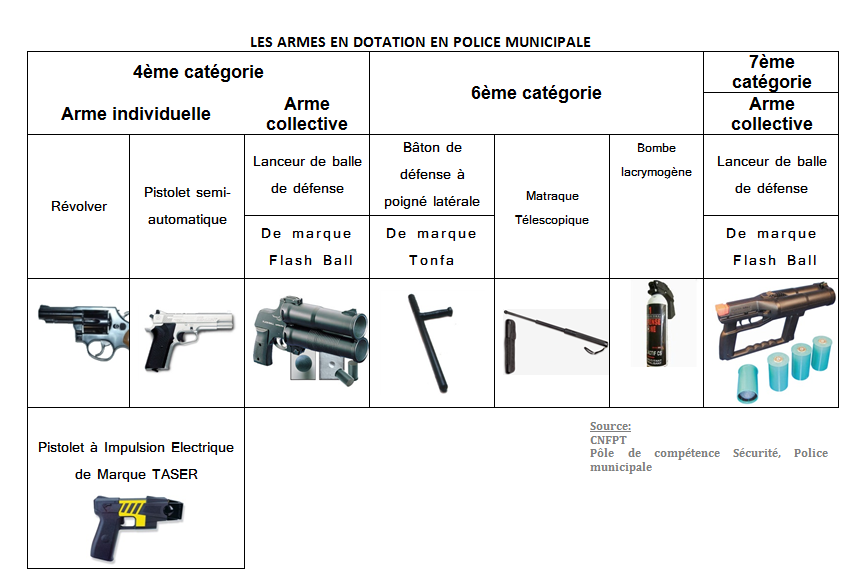 LES ARMES EN DOTATION EN POLICE MUNICIPALE
4ème catégorie
6ème catégorie
7ème
catégorie
Arme individuelle
Arme
collective
Arme
collective
Révolver
Pistolet semi-
automatique
Lanceur de balle
de défense
De marque
Flash Ball
Bâton de
défense à
poigné latérale
De marque
Tonfa
Matraque
Télescopique
Bombe
lacrymogène
Lanceur de balle
de défense
De marque
Flash Ball
Pistolet à Impulsion Electrique
de Marque TASER
Source:
CNFPT
Pôle de compétence Sécurité, Police
municipale